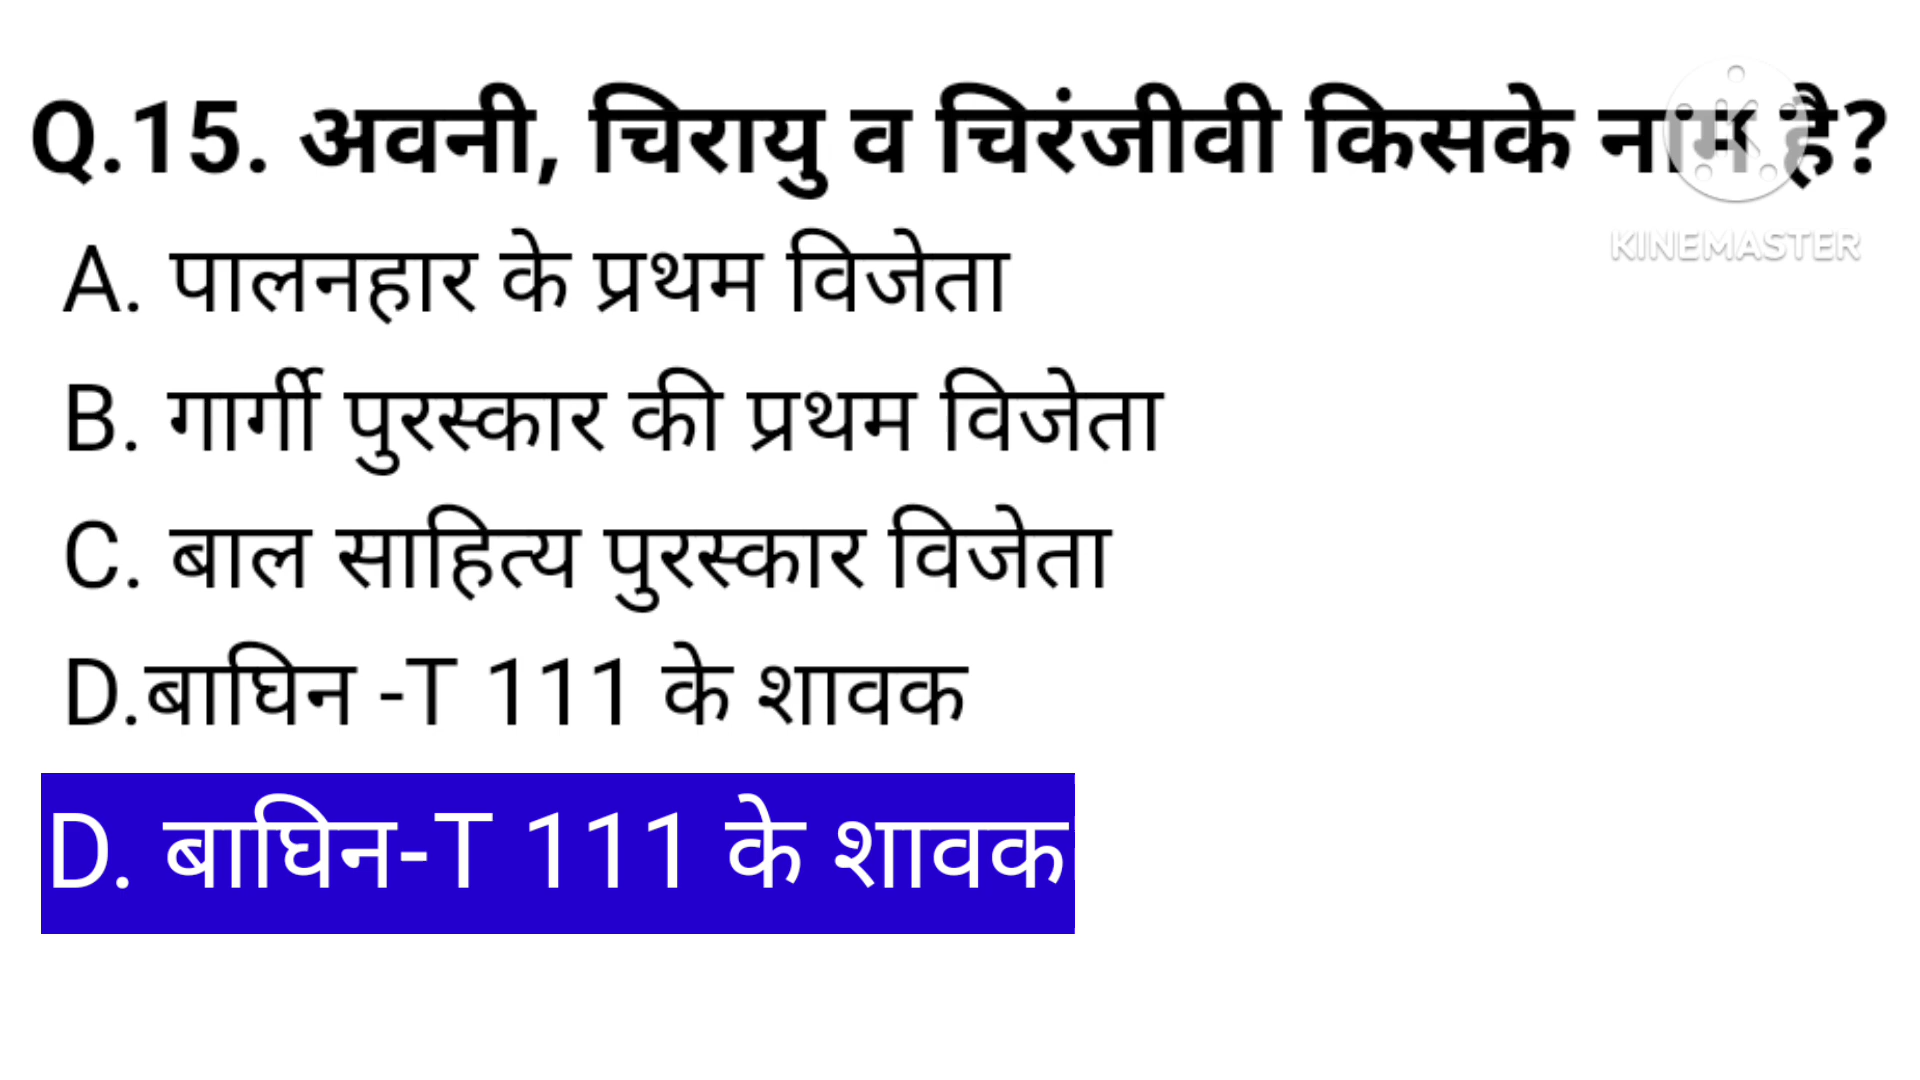 Q.15. अवनी, चिरायु व चिरंजीवी किसके नाम है?
KINEMASTER
A. पालनहार के प्रथम विजेता
B. गार्गी पुरस्कार की प्रथम विजेता
C. बाल साहित्य पुरस्कार विजेता
D.बाघिन -T 111 के शावक
D. बाघिन-T 111 के शावक